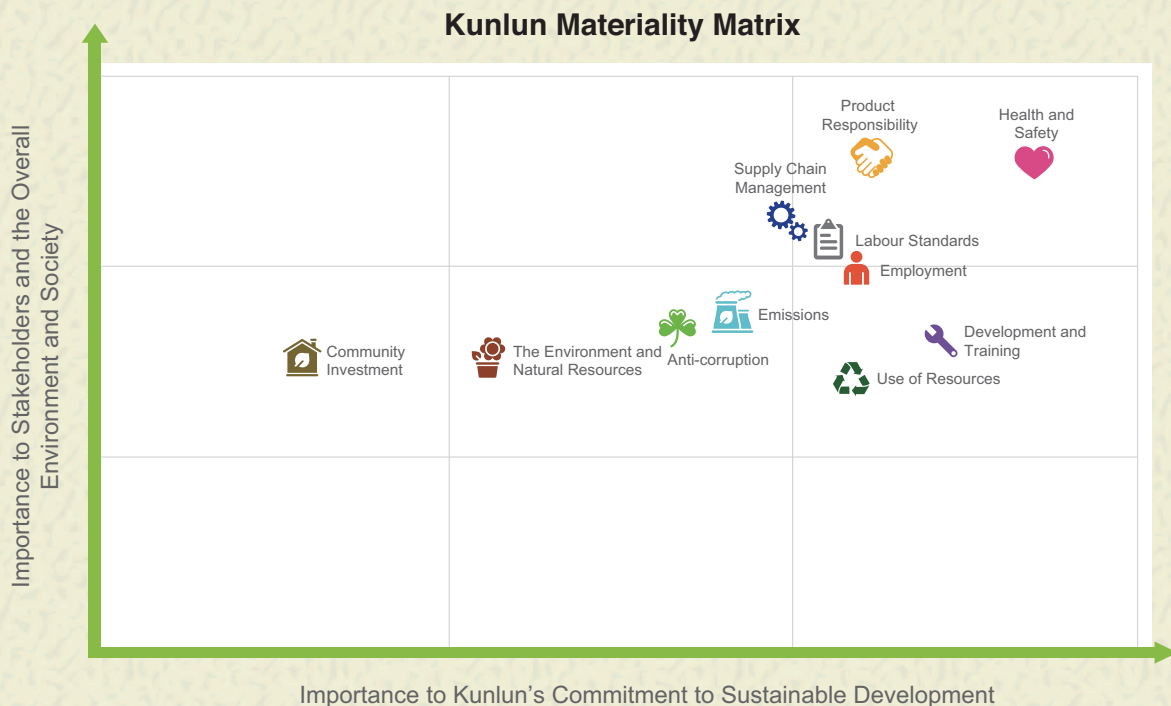 Kunlun Materiality Matrix
Importance to Stakeholders and the Overall
Environment and Society
Product
Responsibility
Health and
Safety
Supply Chain
Management
Labour Standards
Employment
Emissions
Anti-corruption
Development and
Training
Community
Investment
The Environment and
Natural Resources
Use of Resources
Importance to Kunlun’s Commitment to Sustainable Development